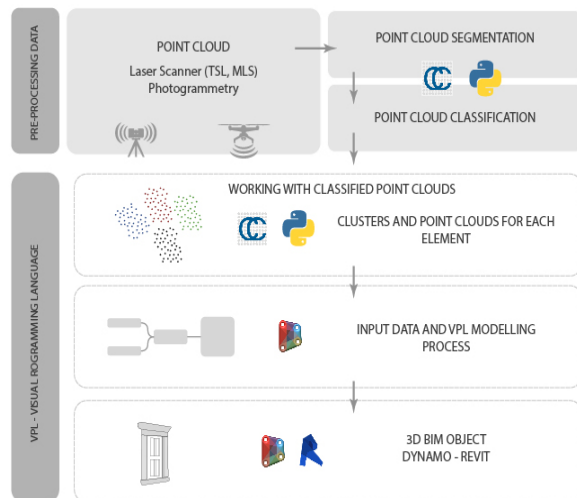 PRE-PROCESSING DATA
POINT CLOUD
Laser Scanner (TSL, MLS)
Photogrammetry
POINT CLOUD SEGMENTATION
POINT CLOUD CLASSIFICATION
VPL - VISUAL ROGRAMMING LANGUAGE
WORKING WITH CLASSIFIED POINT CLOUDS
CLUSTERS AND POINT CLOUDS FOR EACH
ELEMENT
INPUT DATA AND VPL MODELLING
PROCESS
3D BIM OBJECT
DYNAMO - REVIT